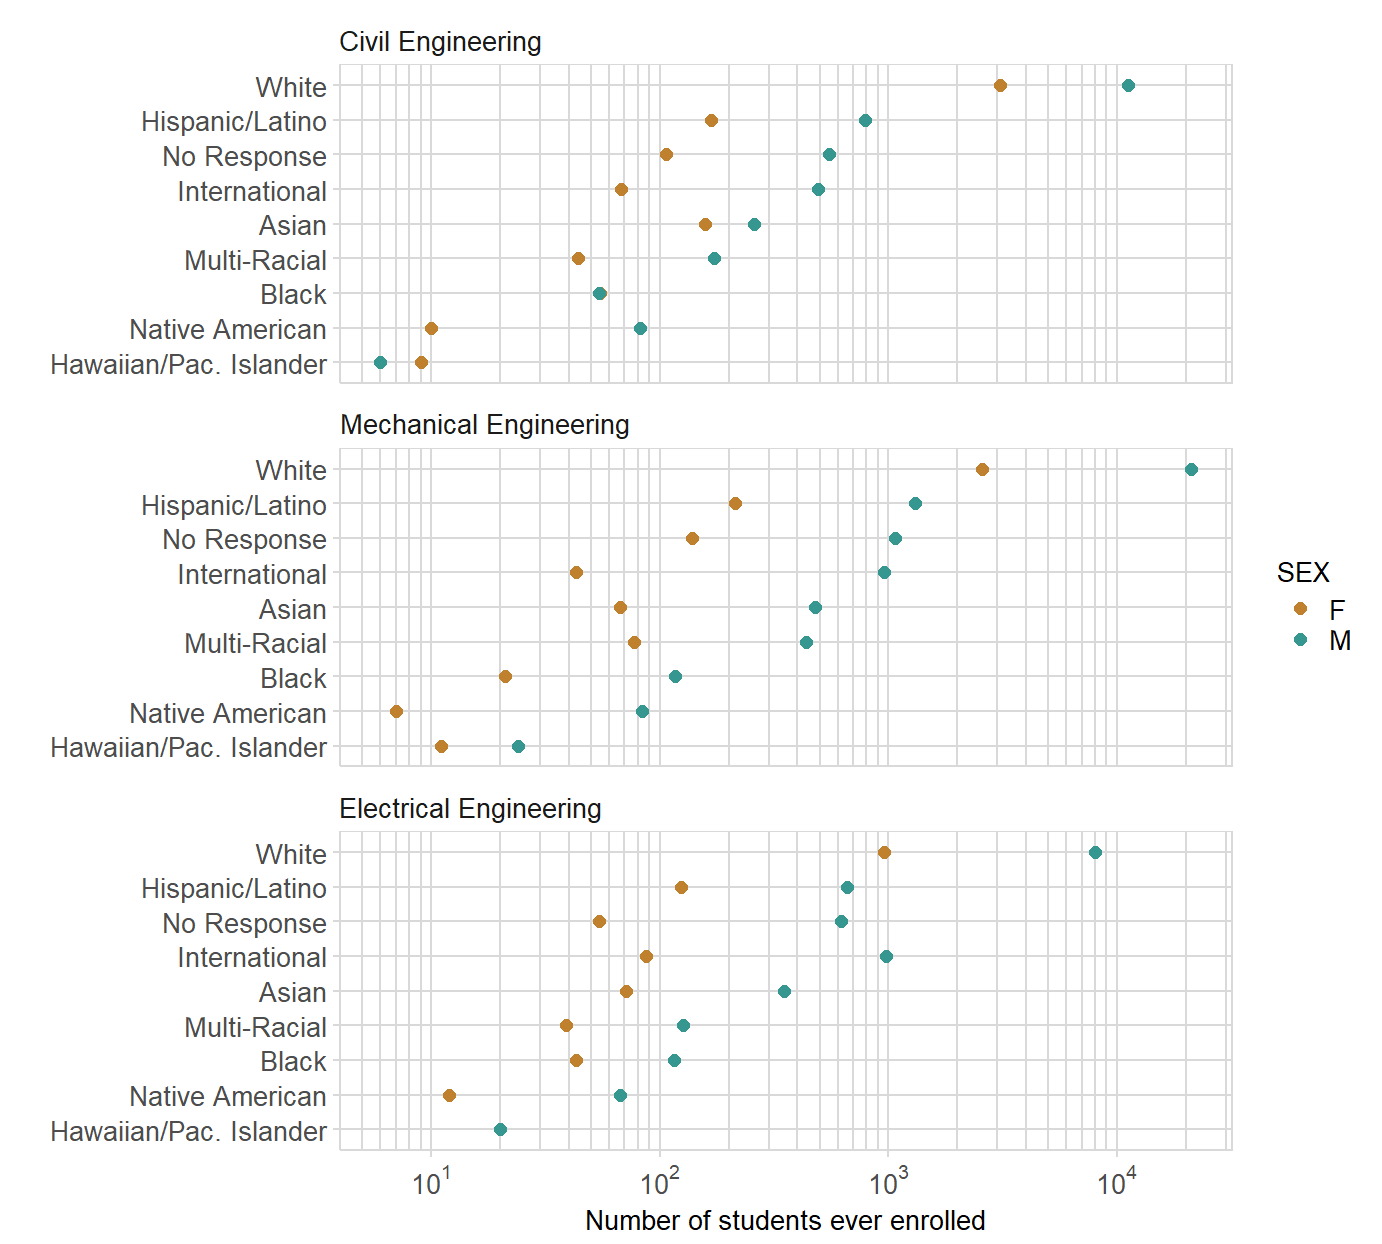 Civil Engineering
White
Hispanic/Latino
No Response
International
Asian
Multi-Racial
Black
Native American
Hawaiian/Pac. Islander
Mechanical Engineering
White
Hispanic/Latino
No Response
International
Asian
Multi-Racial
Black
Native American
Hawaiian/Pac. Islander
SEX
F
M
Electrical Engineering
White
Hispanic/Latino
No Response
International
Asian
Multi-Racial
Black
Native American
Hawaiian/Pac. Islander
10¹ 10² 10³ 10⁴
Number of students ever enrolled